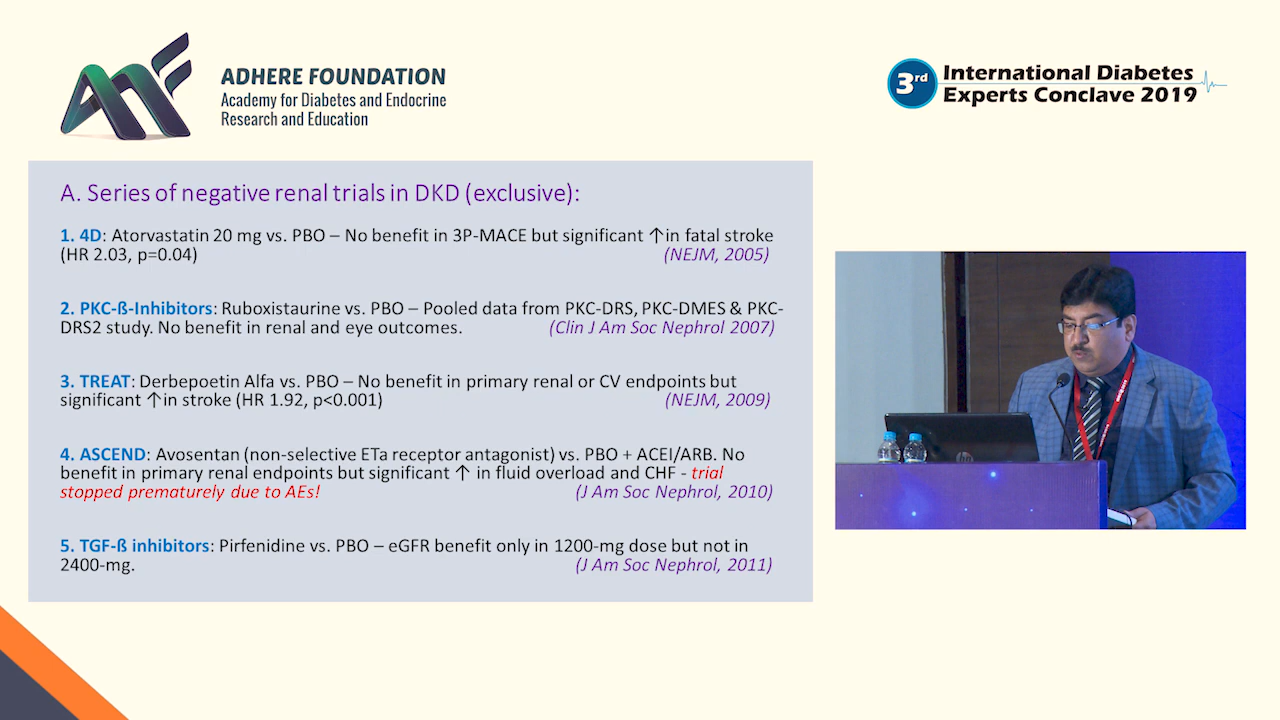 ADHERE FOUNDATION
Academy for Diabetes and Endocrine
Research and Education
3rd International Diabetes
Experts Conclave 2019
A. Series of negative renal trials in DKD (exclusive):
1. 4D: Atorvastatin 20 mg vs. PBO – No benefit in 3P-MACE but significant ↑in fatal stroke
(HR 2.03, p=0.04) (NEJM, 2005)
2. PKC-ß-Inhibitors: Ruboxistaurine vs. PBO – Pooled data from PKC-DRS, PKC-DMES & PKC-
DRS2 study. No benefit in renal and eye outcomes. (Clin J Am Soc Nephrol 2007)
3. TREAT: Derbepoetin Alfa vs. PBO – No benefit in primary renal or CV endpoints but
significant ↑in stroke (HR 1.92, p<0.001) (NEJM, 2009)
4. ASCEND: Avosentan (non-selective ETa receptor antagonist) vs. PBO + ACEI/ARB. No
benefit in primary renal endpoints but significant ↑ in fluid overload and CHF - trial
stopped prematurely due to AEs! (J Am Soc Nephrol, 2010)
5. TGF-ß inhibitors: Pirfenidine vs. PBO – eGFR benefit only in 1200-mg dose but not in
2400-mg. (J Am Soc Nephrol, 2011)